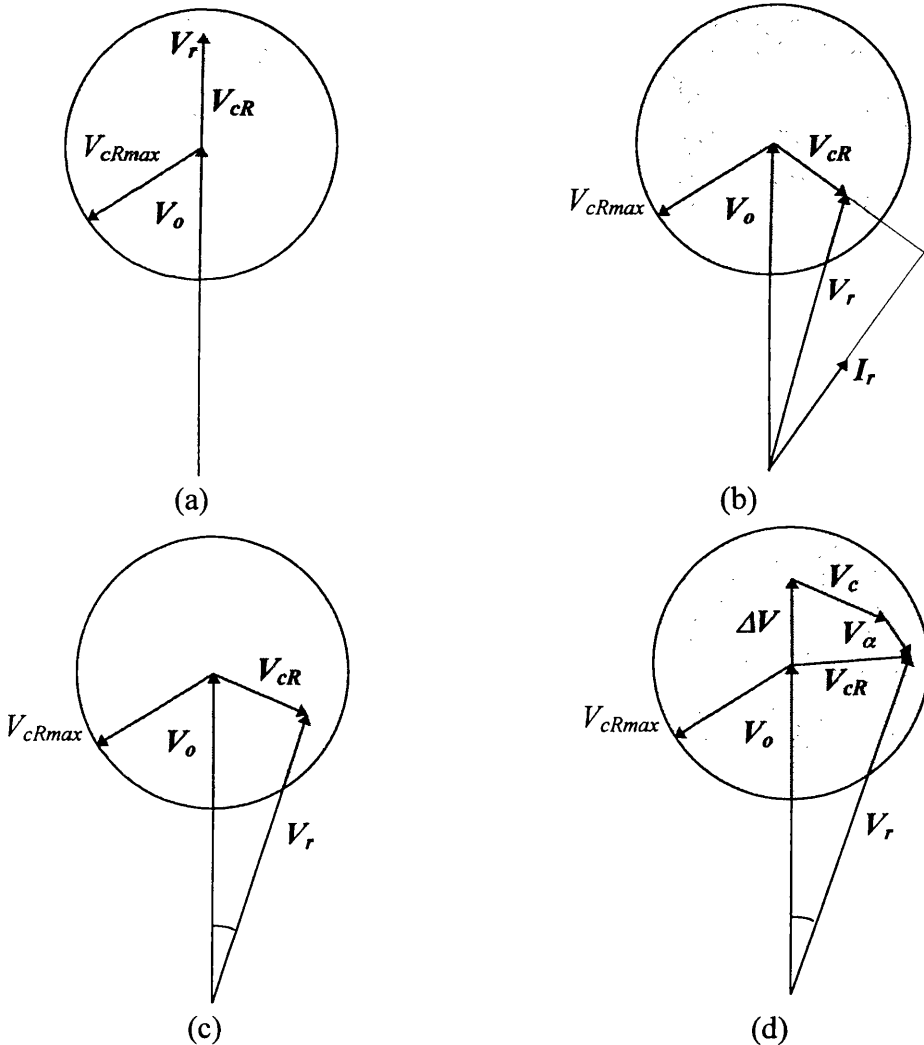 V_r
V_cR
V_cRmax
V_o
(a)
V_cR
V_cRmax
V_o
V_r
I_r
(b)
V_cR
V_cRmax
V_o
V_r
(c)
V_c
ΔV
V_α
V_cR
V_cRmax
V_o
V_r
(d)